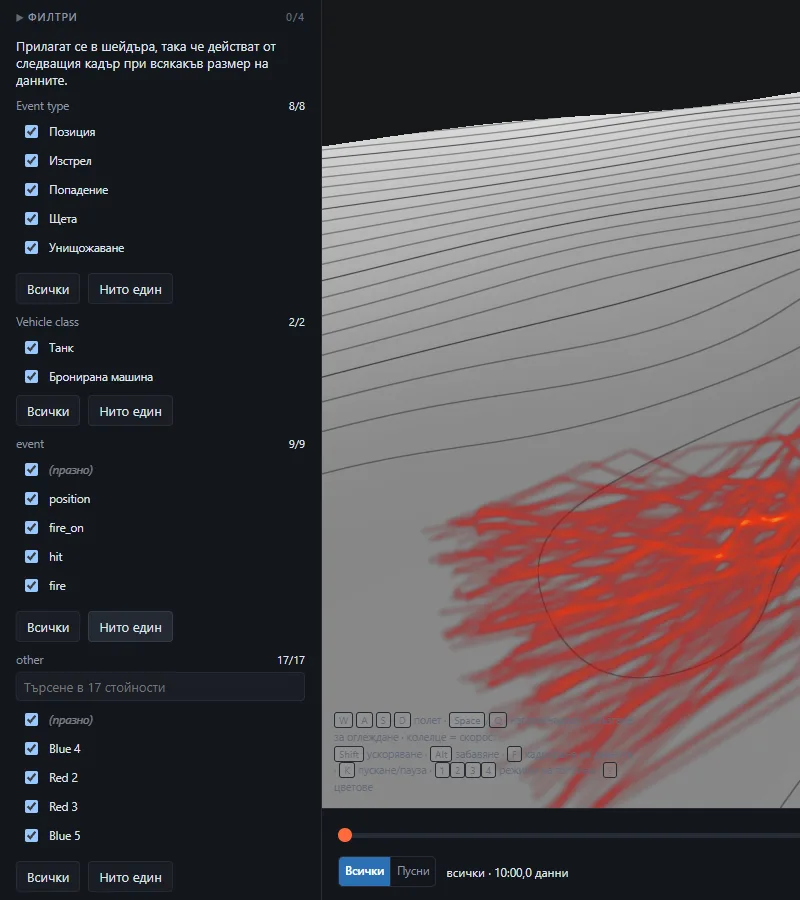 ▶ ФИЛТРИ 0/4
Прилагат се в шейдъра, така че действат от
следващия кадър при всякакъв размер на
данните.
Event type 8/8
Позиция
Изстрел
Попадение
Щета
Унищожаване
Всички Нито един
Vehicle class 2/2
Танк
Бронирана машина
Всички Нито един
event 9/9
(празно)
position
fire_on
hit
fire
Всички Нито един
other 17/17
Търсене в 17 стойности
(празно)
Blue 4
Red 2
Red 3
Blue 5
Всички Нито един
W A S D полет · Space Q
за оглеждане · колелце = скорост
Shift ускоряване · Alt забавяне · F
· K пускане/пауза · 1 2 3 4
цветове
Всички Пусни всички · 10:00,0 данни